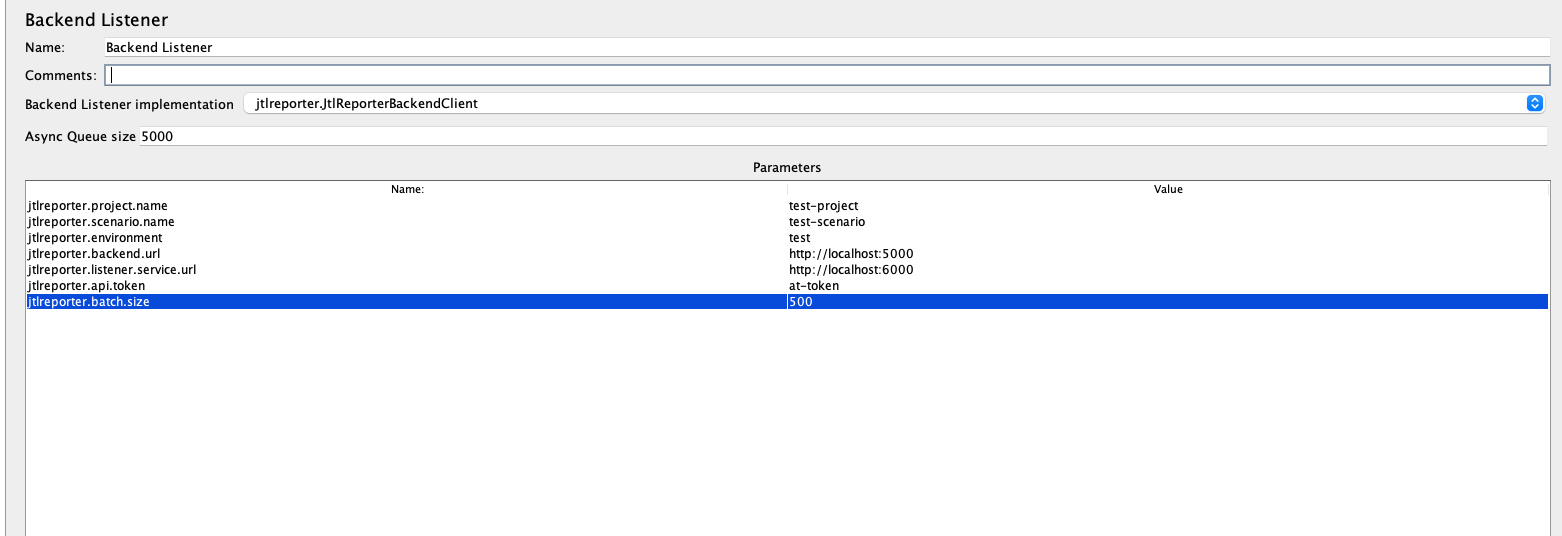 Backend Listener
Name: Backend Listener
Comments:
Backend Listener implementation jtlreporter.JtlReporterBackendClient
Async Queue size 5000
Parameters
Name: Value
jtlreporter.project.name test-project
jtlreporter.scenario.name test-scenario
jtlreporter.environment test
jtlreporter.backend.url http://localhost:5000
jtlreporter.listener.service.url http://localhost:6000
jtlreporter.api.token at-token
jtlreporter.batch.size 500